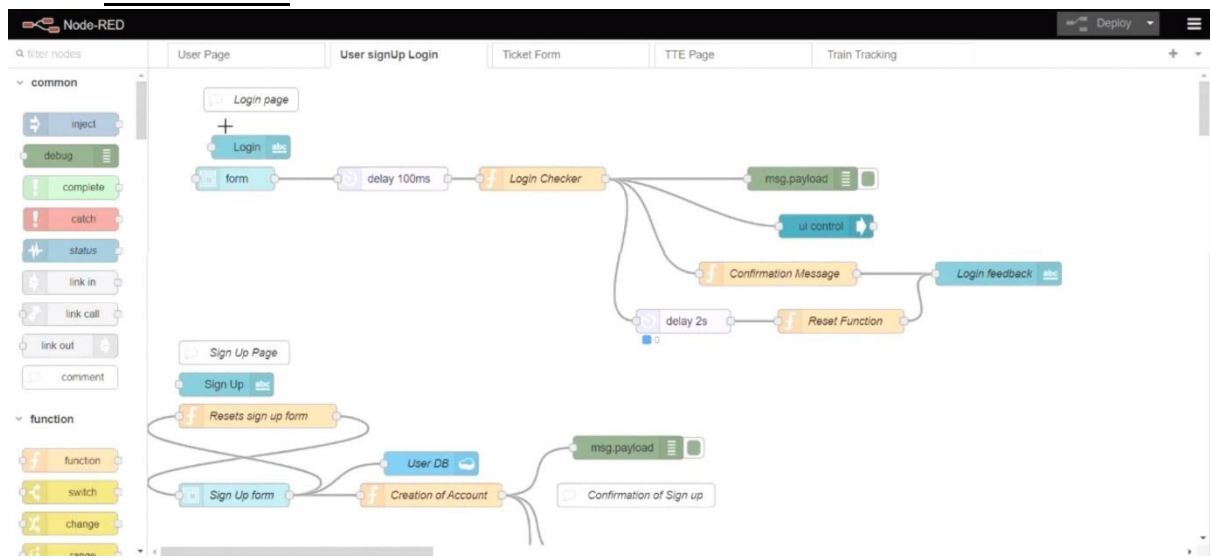 Node-RED
Deploy
filter nodes
User Page
User signUp Login
Ticket Form
TTE Page
Train Tracking
common
inject
debug
complete
catch
status
link in
link call
link out
comment
function
function
switch
change
range
Login page
Login abc
form
delay 100ms
Login Checker
msg.payload
ui control
Confirmation Message
Login feedback abc
delay 2s
Reset Function
0
Sign Up Page
Sign Up abc
Resets sign up form
User DB
msg.payload
Sign Up form
Creation of Account
Confirmation of Sign up